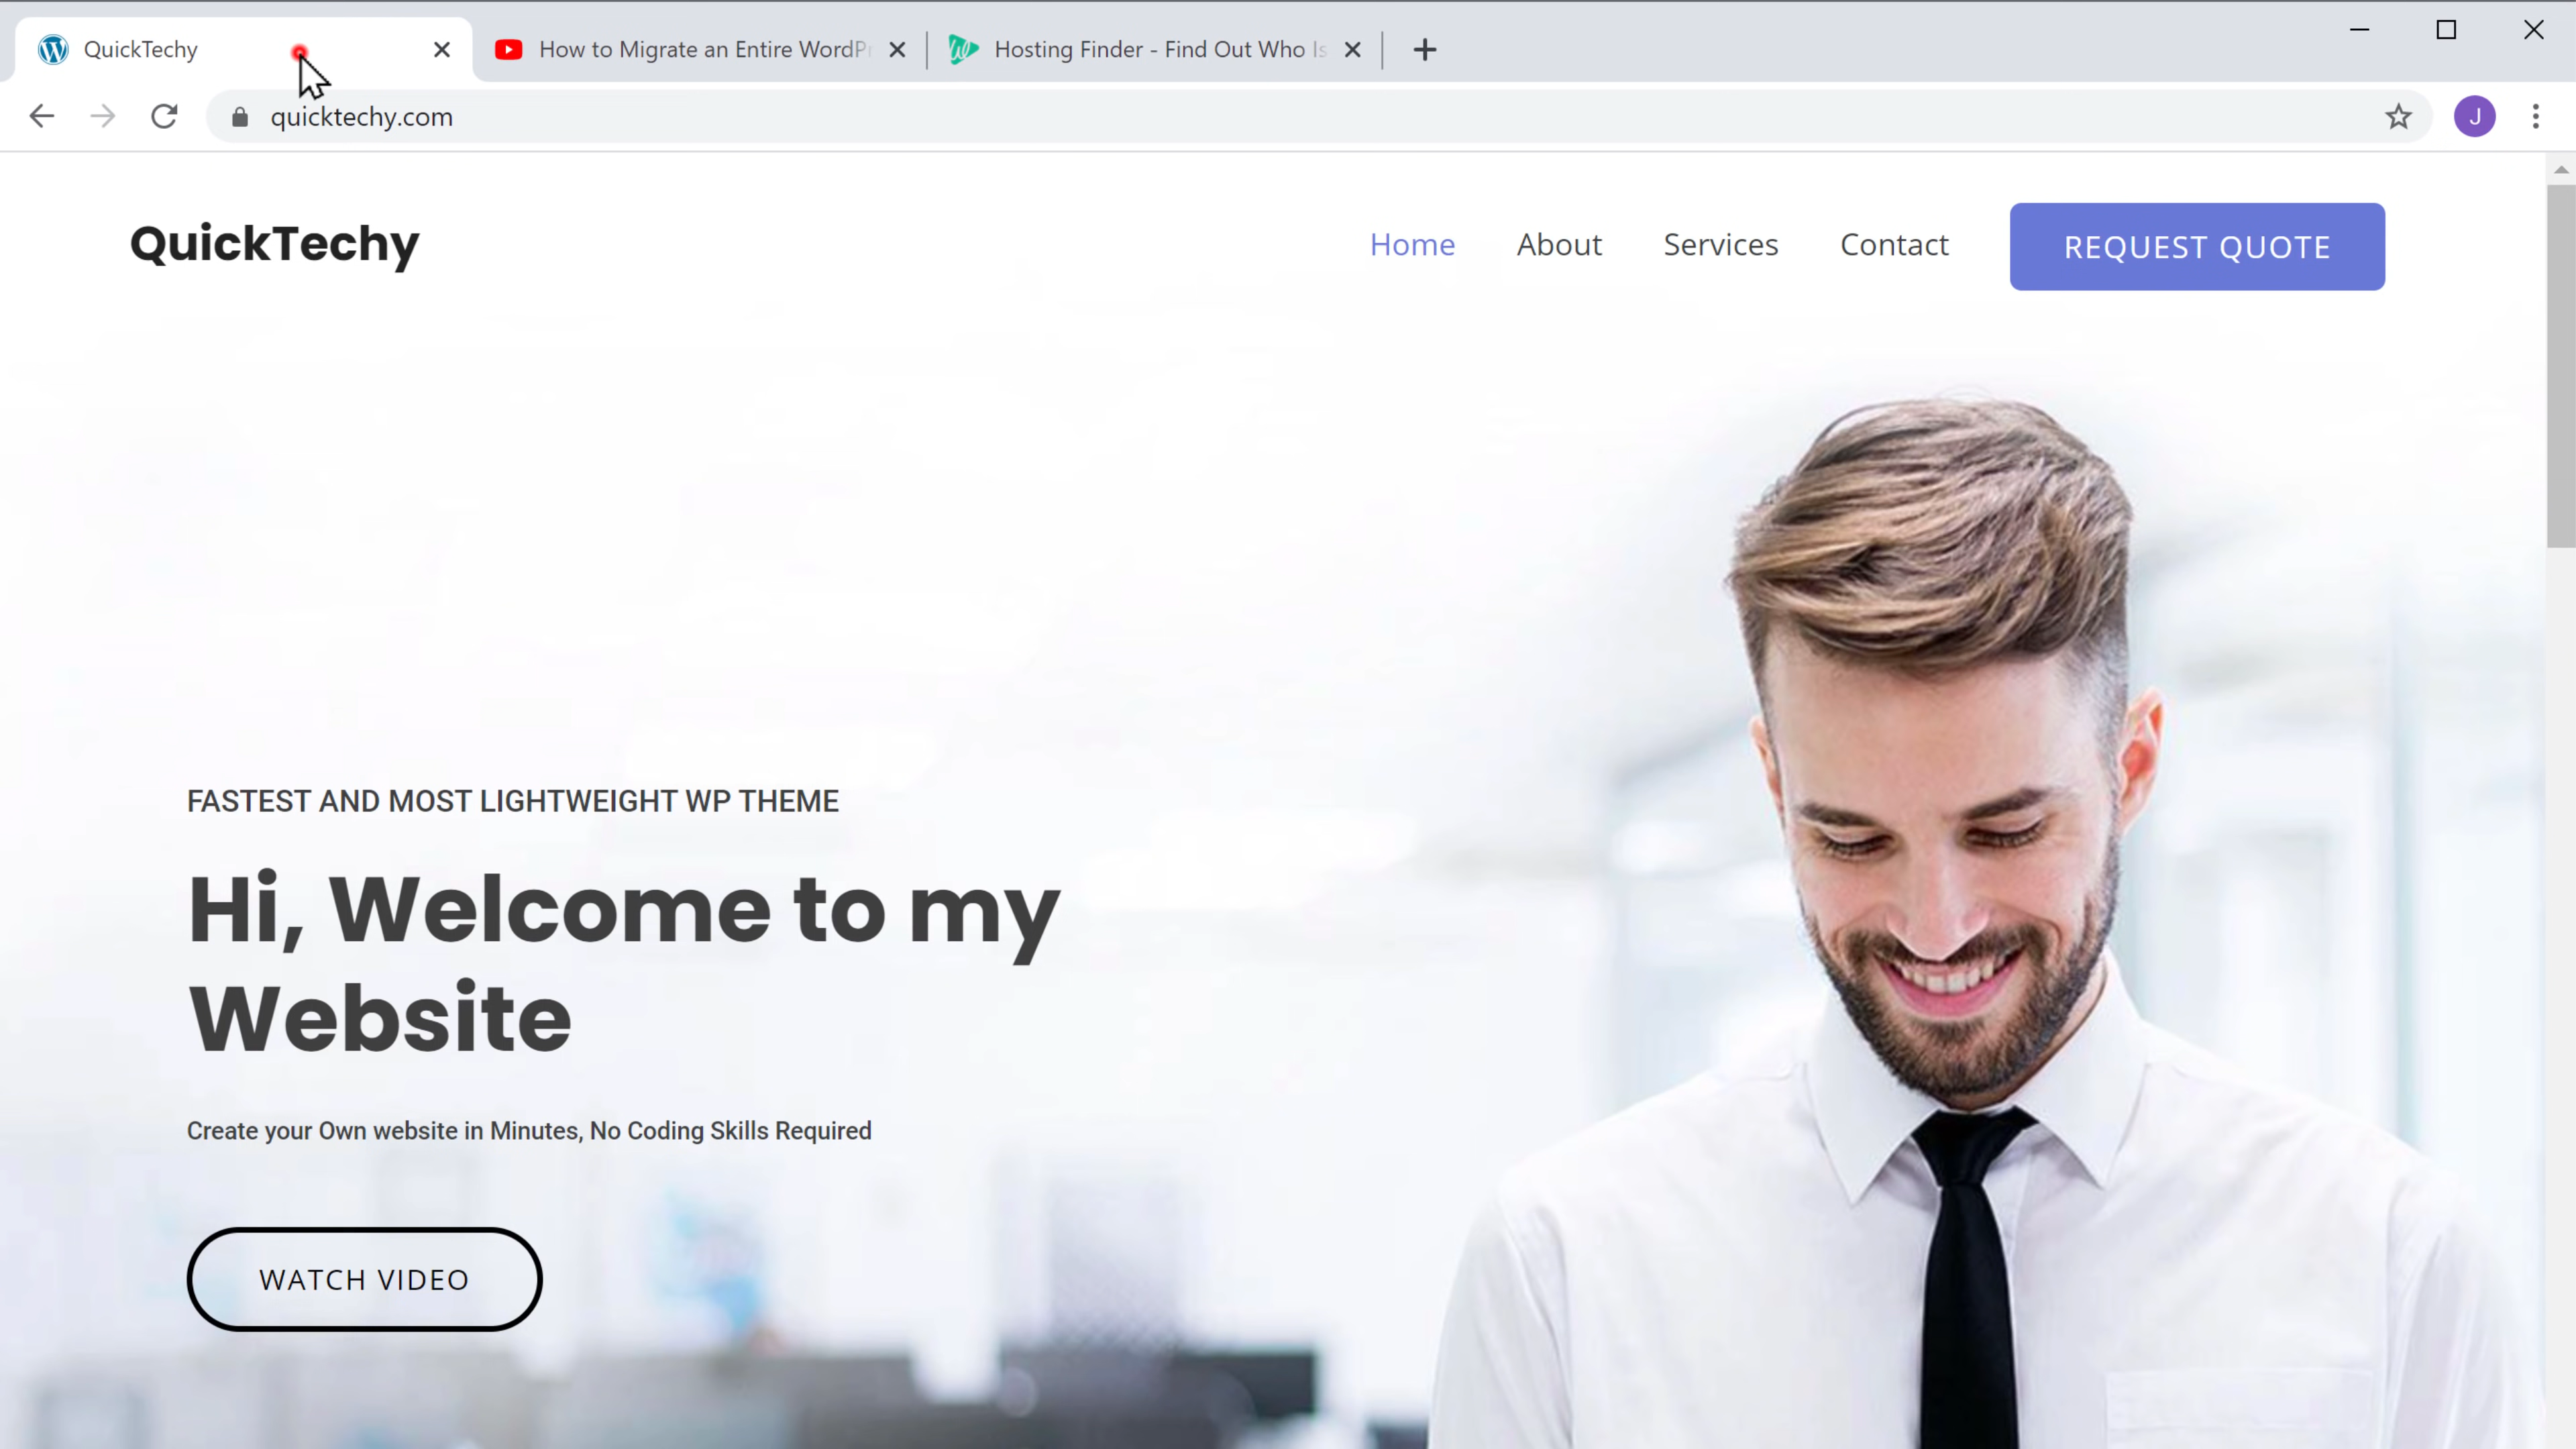 QuickTechy
How to Migrate an Entire WordPr
Hosting Finder - Find Out Who Is
quicktechy.com
J
QuickTechy
Home
About
Services
Contact
REQUEST QUOTE
FASTEST AND MOST LIGHTWEIGHT WP THEME
Hi, Welcome to my
Website
Create your Own website in Minutes, No Coding Skills Required
WATCH VIDEO